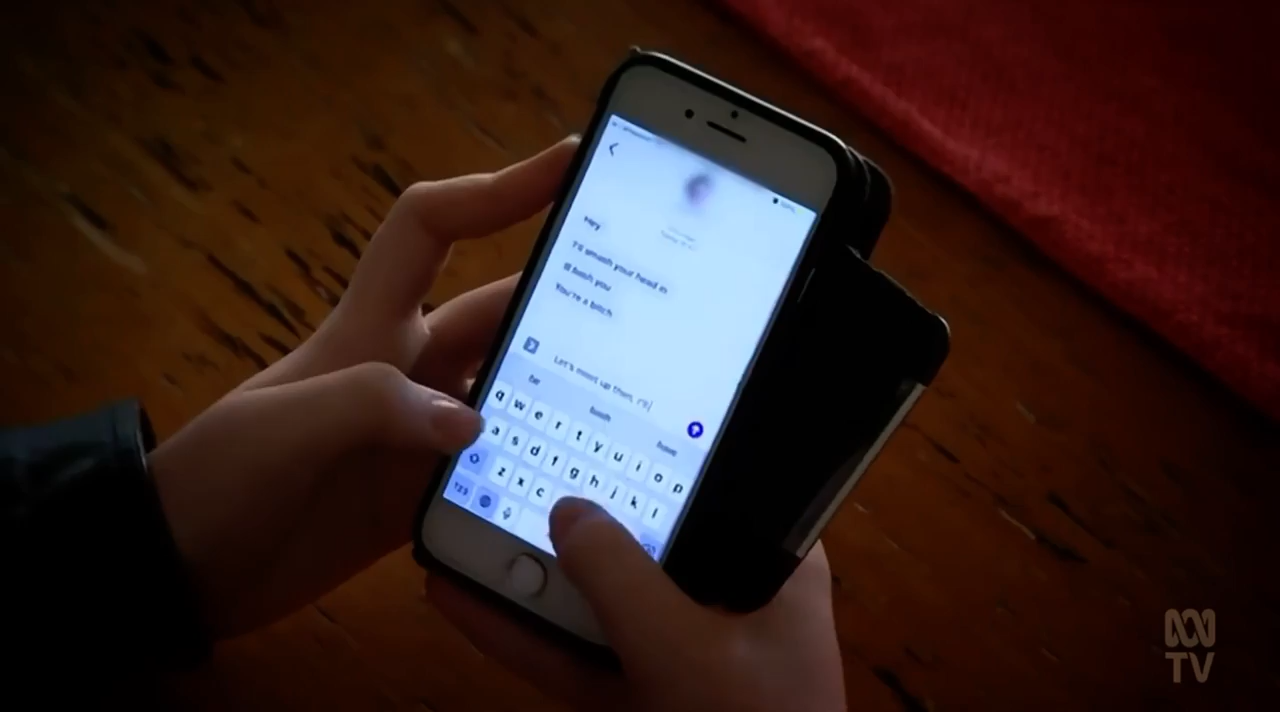 Hey
I'll smash your head in
Ill bash you
You're a bitch
Let's meet up then, I'll
bash
have
q w e r t y u i o p
a s d f g h j k l
z x c
123
TV